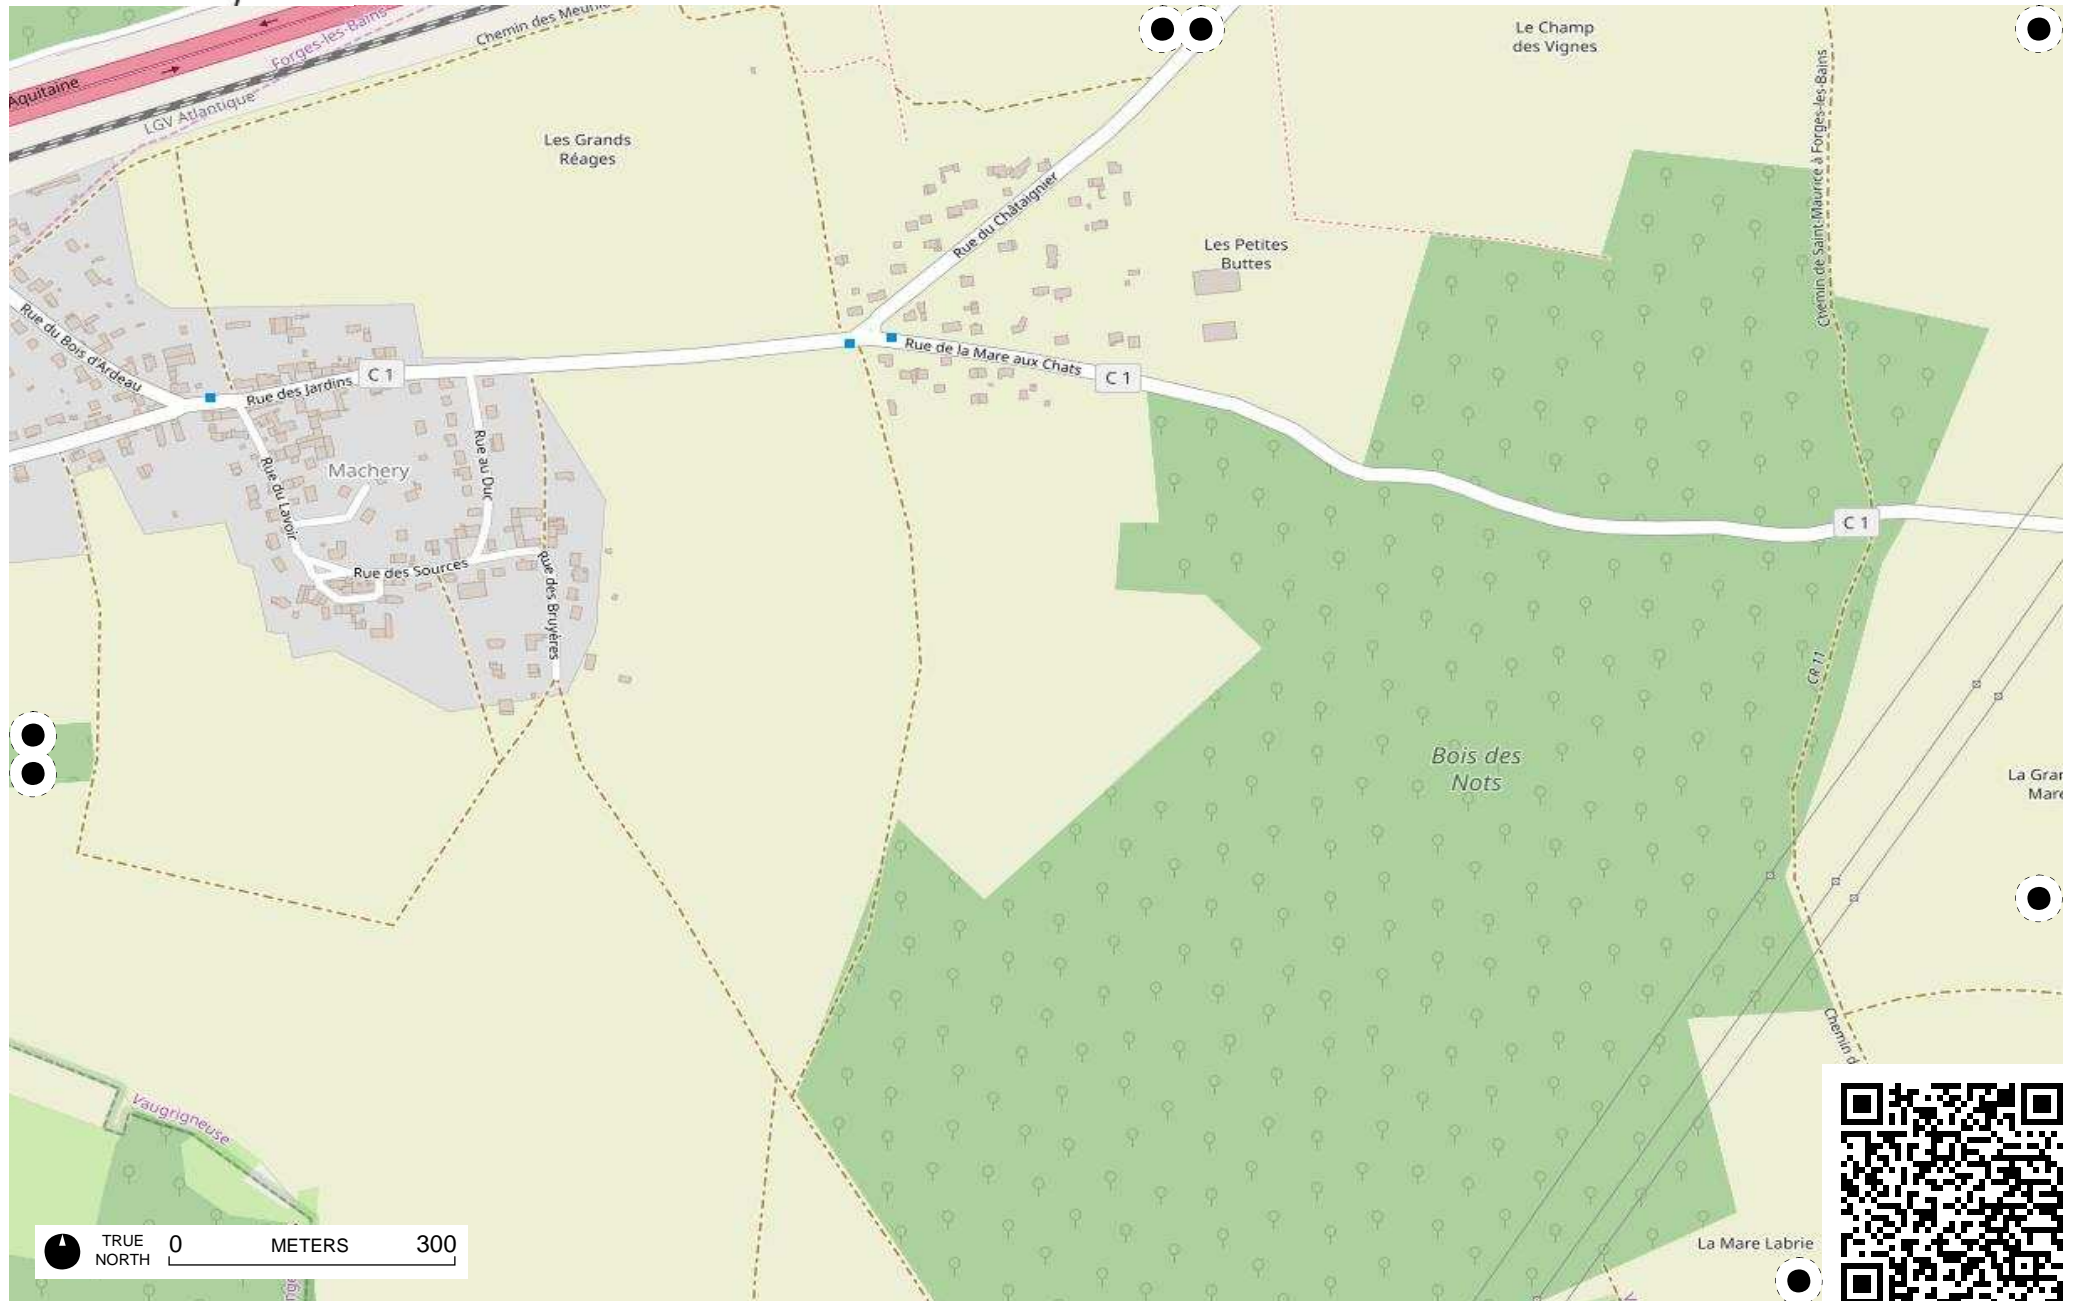 Chemin des Meuni
Forges-les-Bains
Aquitaine
LGV Atlantique
Le Champ
des Vignes
Les Grands
Réages
Chemin de Saint-Maurice à Forges-les-Bains
Rue du Châtaignier
Les Petites
Buttes
Rue du Bois d'Ardeau
Rue des Jardins
C 1
Rue de la Mare aux Chats
C 1
Machery
Rue du Lavoir
Rue au Duc
C 1
Rue des Sources
Rue des Bruyères
CR 11
Bois des
Nots
La Gran
Mare
Chemin d
Vaugrigneuse
La Mare Labrie
TRUE
NORTH
0 METERS 300